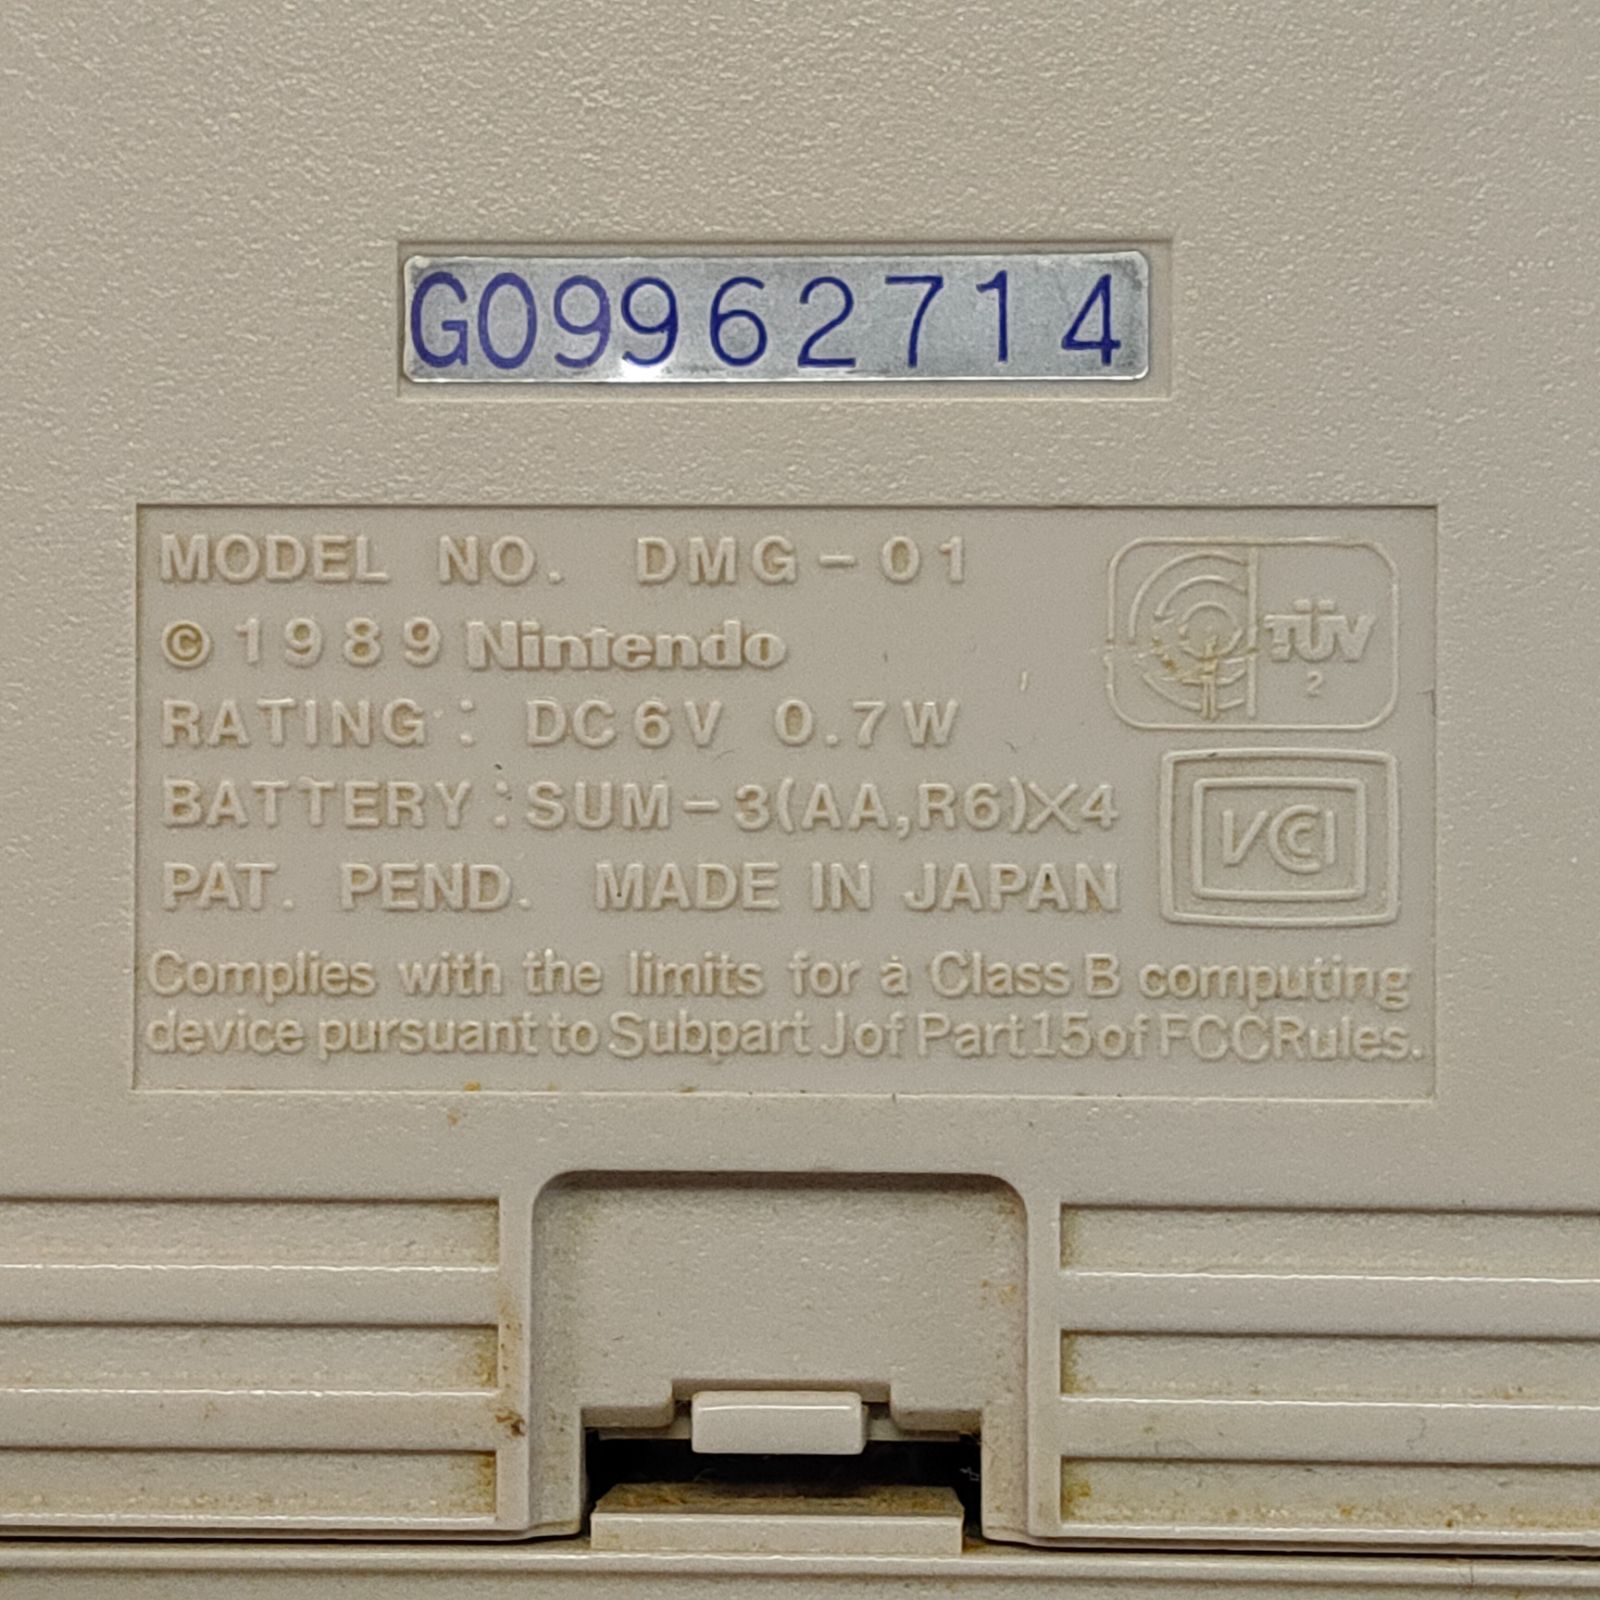 G09962714
MODEL NO. DMG-01
©1989 Nintendo
RATING: DC6V 0.7W
BATTERY:SUM-3(AA,R6)X4
PAT. PEND. MADE IN JAPAN
TÜV
2
VCCI
Complies with the limits for a Class B computing
device pursuant to Subpart J of Part 15 of FCC Rules.